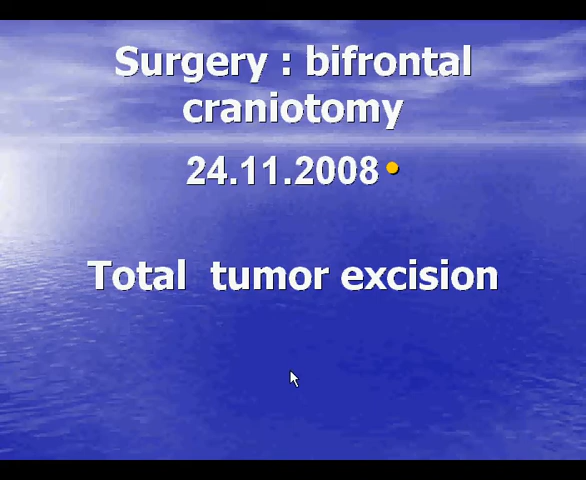 Surgery : bifrontal
craniotomy
24.11.2008•
Total tumor excision